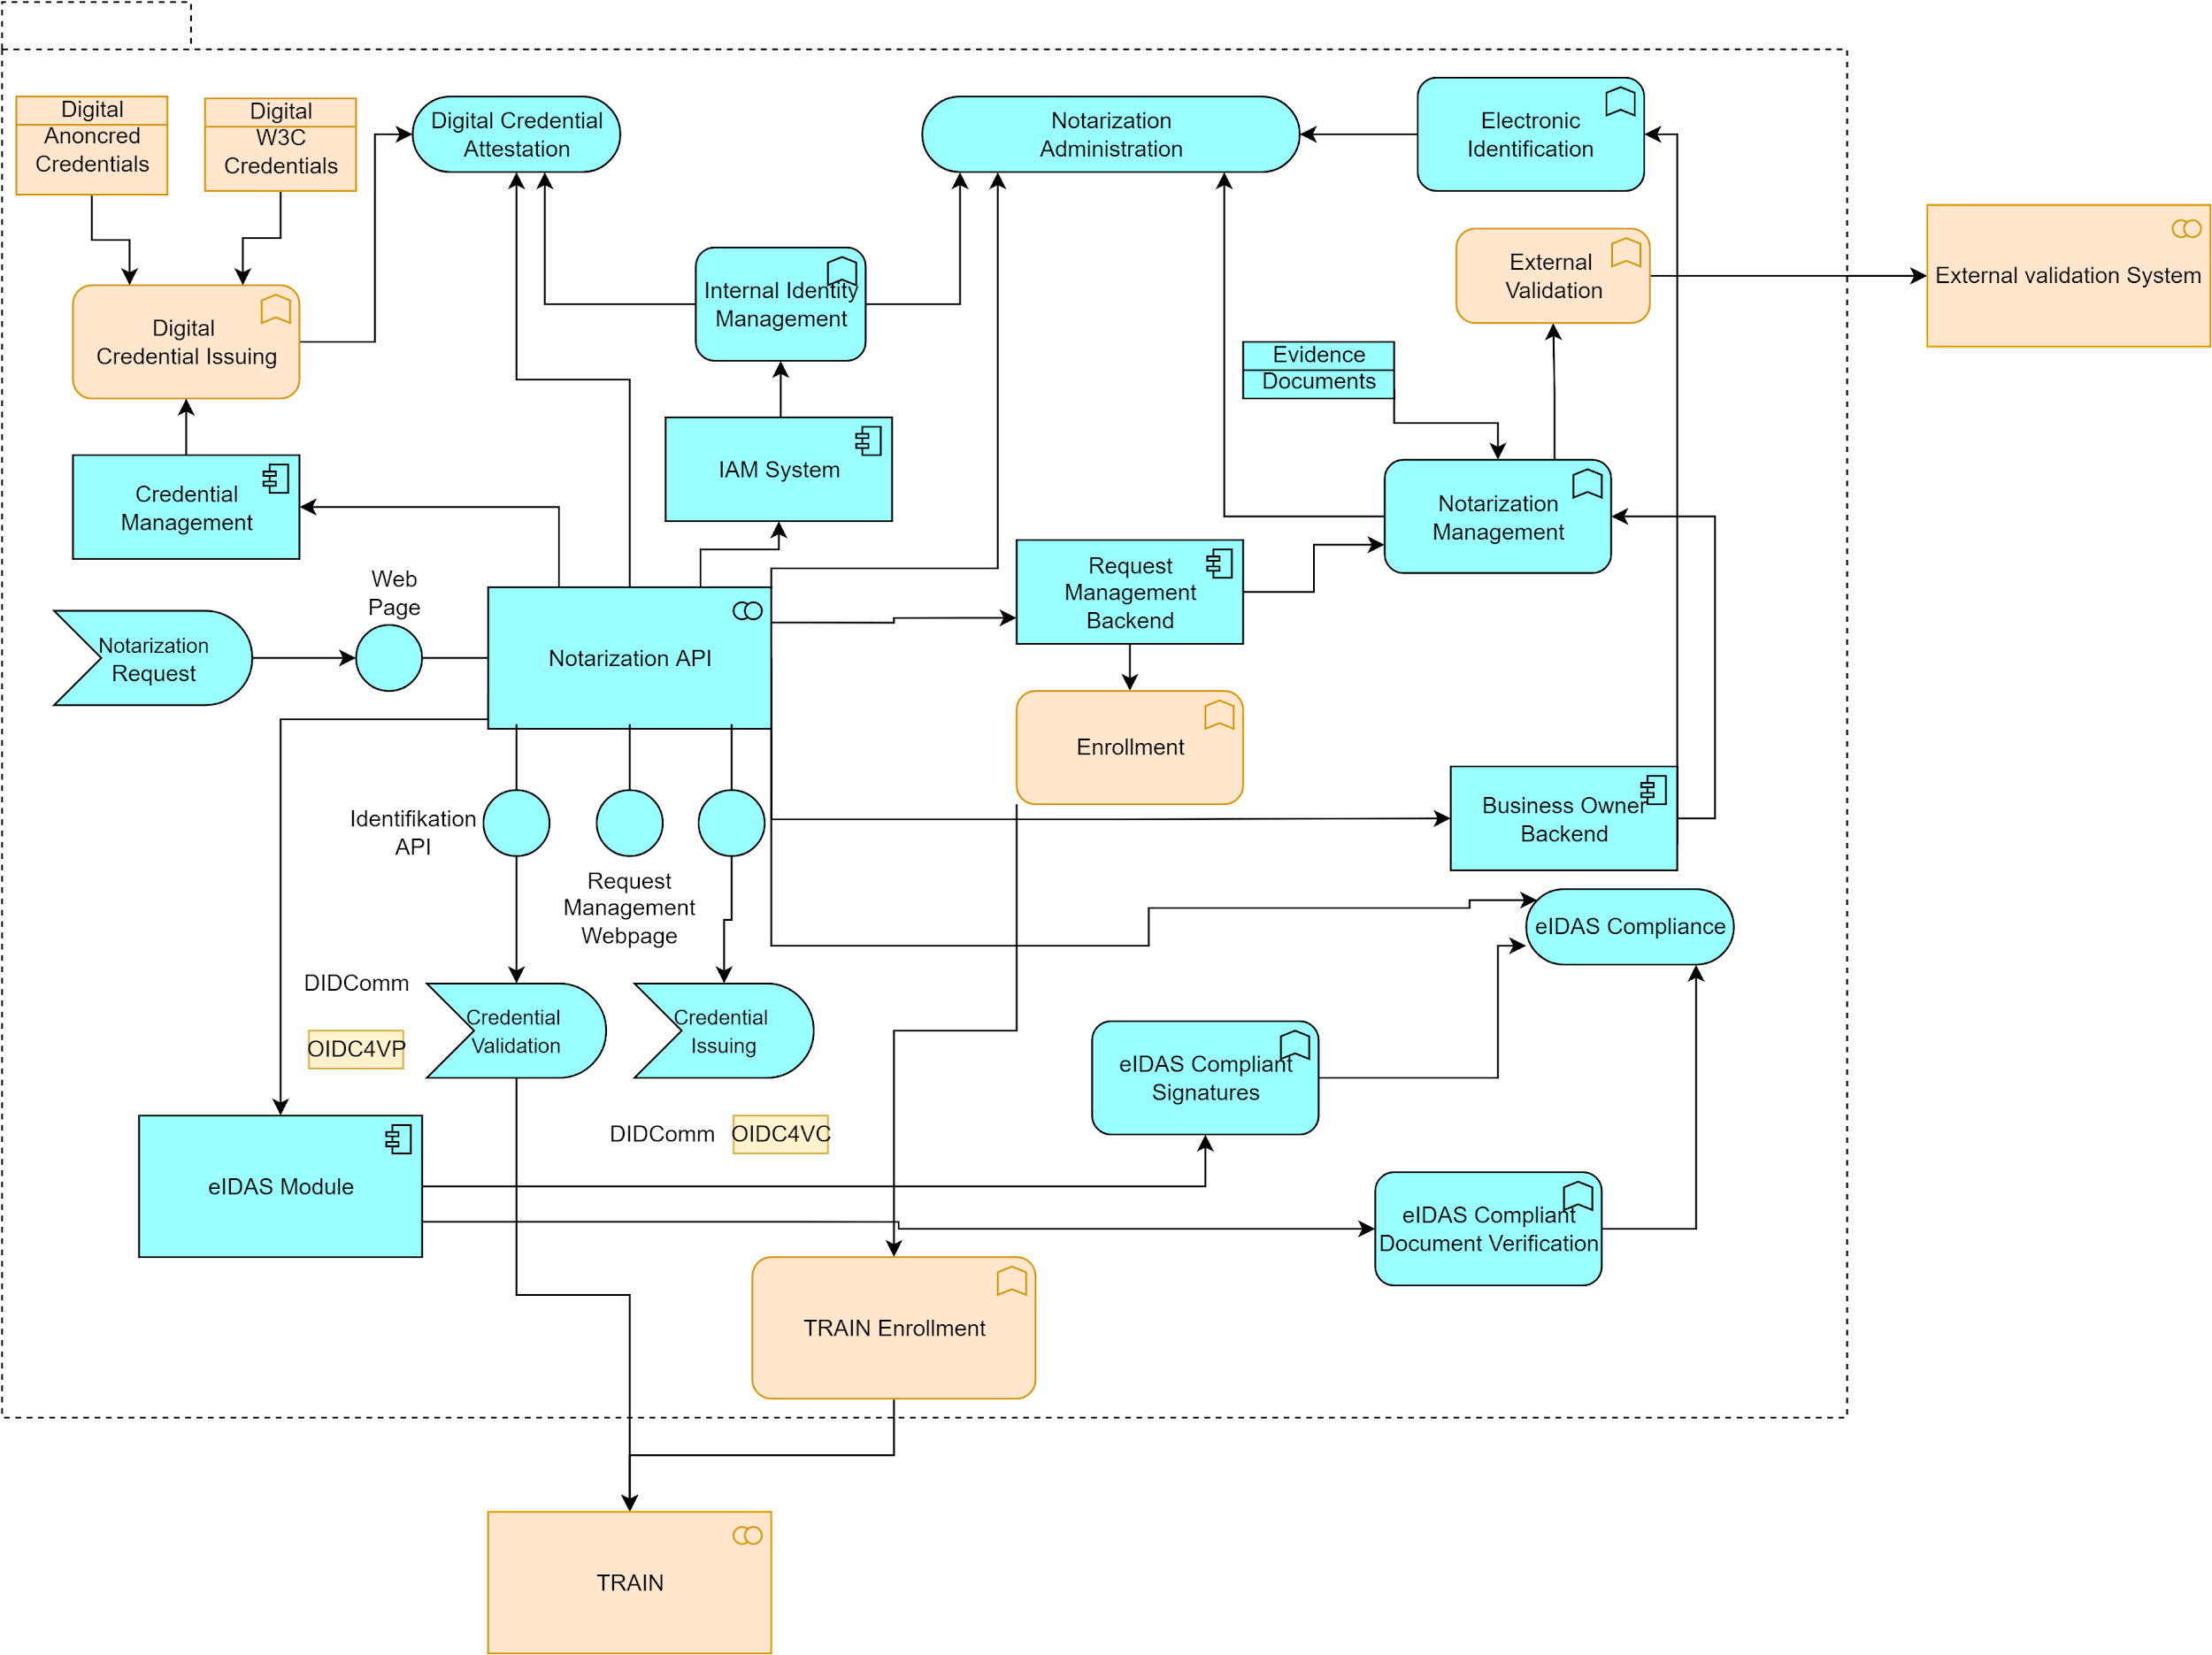 Digital
Anoncred
Credentials
Digital
W3C
Credentials
Digital Credential
Attestation
Notarization
Administration
Electronic
Identification
External
Validation
External validation System
Internal Identity
Management
Digital
Credential Issuing
Evidence
Documents
IAM System
Credential
Management
Notarization
Management
Request
Management
Backend
Web
Page
Notarization
Request
Notarization API
Enrollment
Identifikation
API
Business Owner
Backend
Request
Management
Webpage
eIDAS Compliance
DIDComm
OIDC4VP
Credential
Validation
Credential
Issuing
eIDAS Compliant
Signatures
DIDComm
OIDC4VC
eIDAS Module
eIDAS Compliant
Document Verification
TRAIN Enrollment
TRAIN